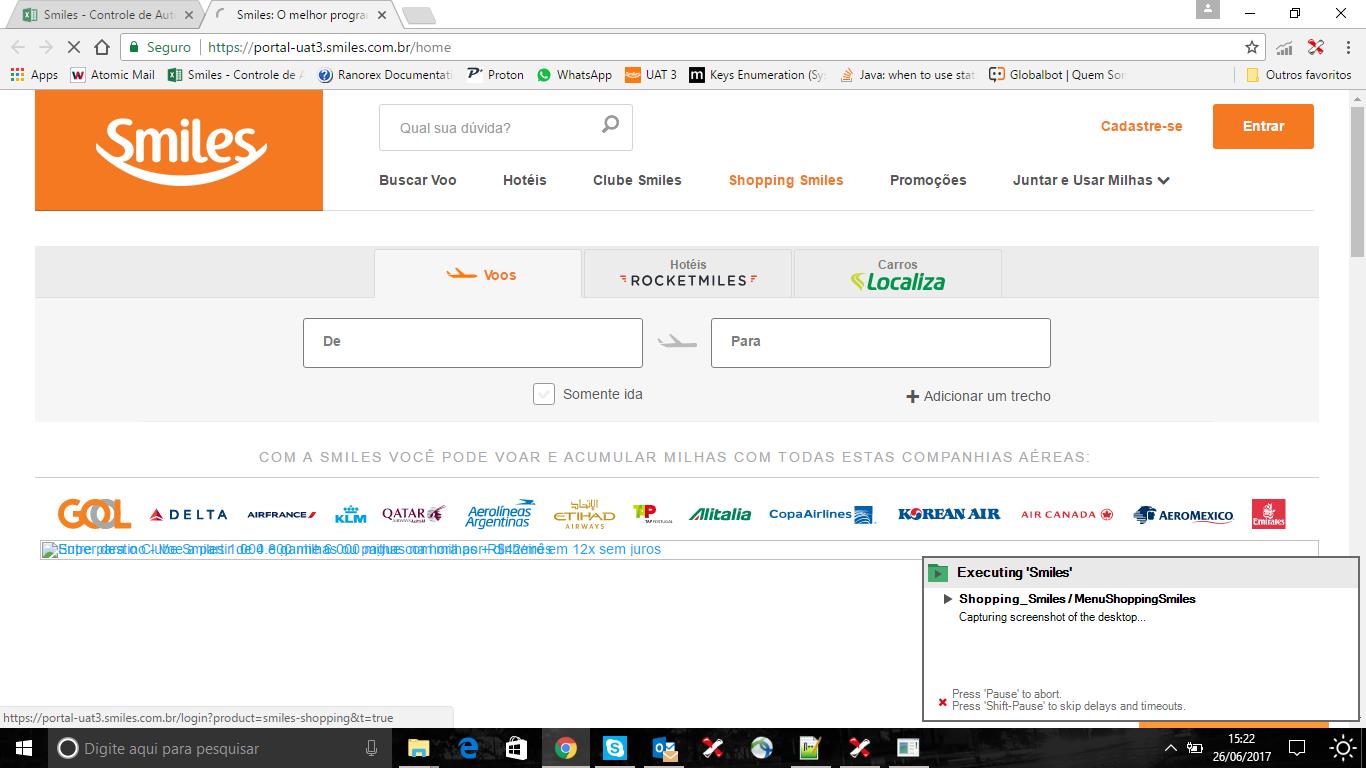 Smiles - Controle de Aut
Smiles: O melhor progra
Seguro
https://portal-uat3.smiles.com.br/home
Apps
Atomic Mail
Smiles - Controle de A
Ranorex Documentati
Proton
WhatsApp
UAT 3
Keys Enumeration (Sy
Java: when to use stat
Globalbot | Quem So
Outros favoritos
Smiles
Qual sua dúvida?
Cadastre-se
Entrar
Buscar Voo
Hotéis
Clube Smiles
Shopping Smiles
Promoções
Juntar e Usar Milhas
Voos
Hotéis
ROCKETMILES
Carros
Localiza
De
Para
Somente ida
Adicionar um trecho
COM A SMILES VOCÊ PODE VOAR E ACUMULAR MILHAS COM TODAS ESTAS COMPANHIAS AÉREAS:
GOL
DELTA
AIRFRANCE
KLM
QATAR
AIRWAYS
Aerolíneas
Argentinas
الإتحاد
ETIHAD
AIRWAYS
TAP
TAP PORTUGAL
Alitalia
CopaAirlines
KOREAN AIR
AIR CANADA
AEROMEXICO
Emirates
em 12x sem juros
Executing 'Smiles'
Shopping_Smiles / MenuShoppingSmiles
Capturing screenshot of the desktop...
Press 'Pause' to abort.
Press 'Shift-Pause' to skip delays and timeouts.
https://portal-uat3.smiles.com.br/login?product=smiles-shopping&t=true
Digite aqui para pesquisar
15:22
26/06/2017